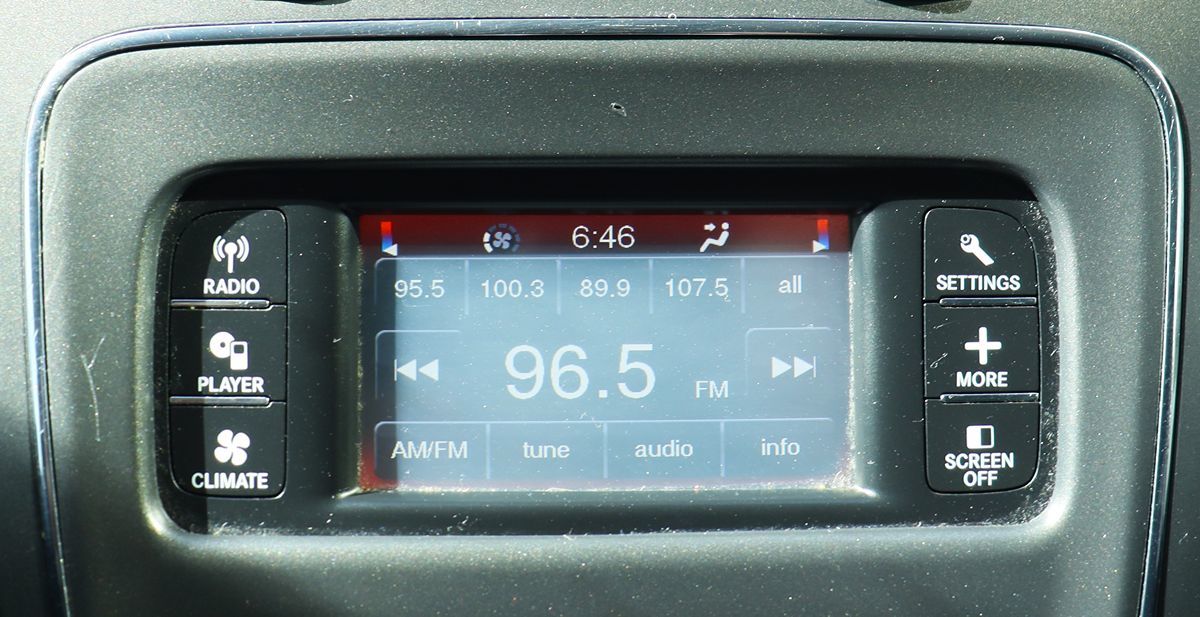 6:46
95.5 100.3 89.9 107.5 all
96.5 FM
AM/FM tune audio info
RADIO
PLAYER
CLIMATE
SETTINGS
MORE
SCREEN
OFF